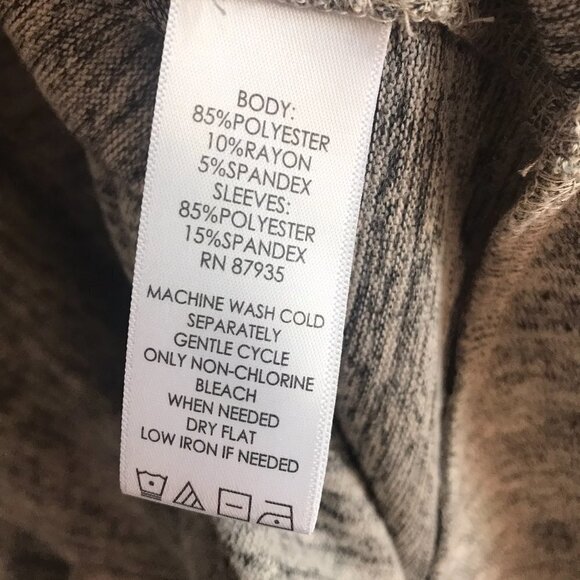 BODY:
85%POLYESTER
10%RAYON
5%SPANDEX
SLEEVES:
85%POLYESTER
15%SPANDEX
RN 87935
MACHINE WASH COLD
SEPARATELY
GENTLE CYCLE
ONLY NON-CHLORINE
BLEACH
WHEN NEEDED
DRY FLAT
LOW IRON IF NEEDED